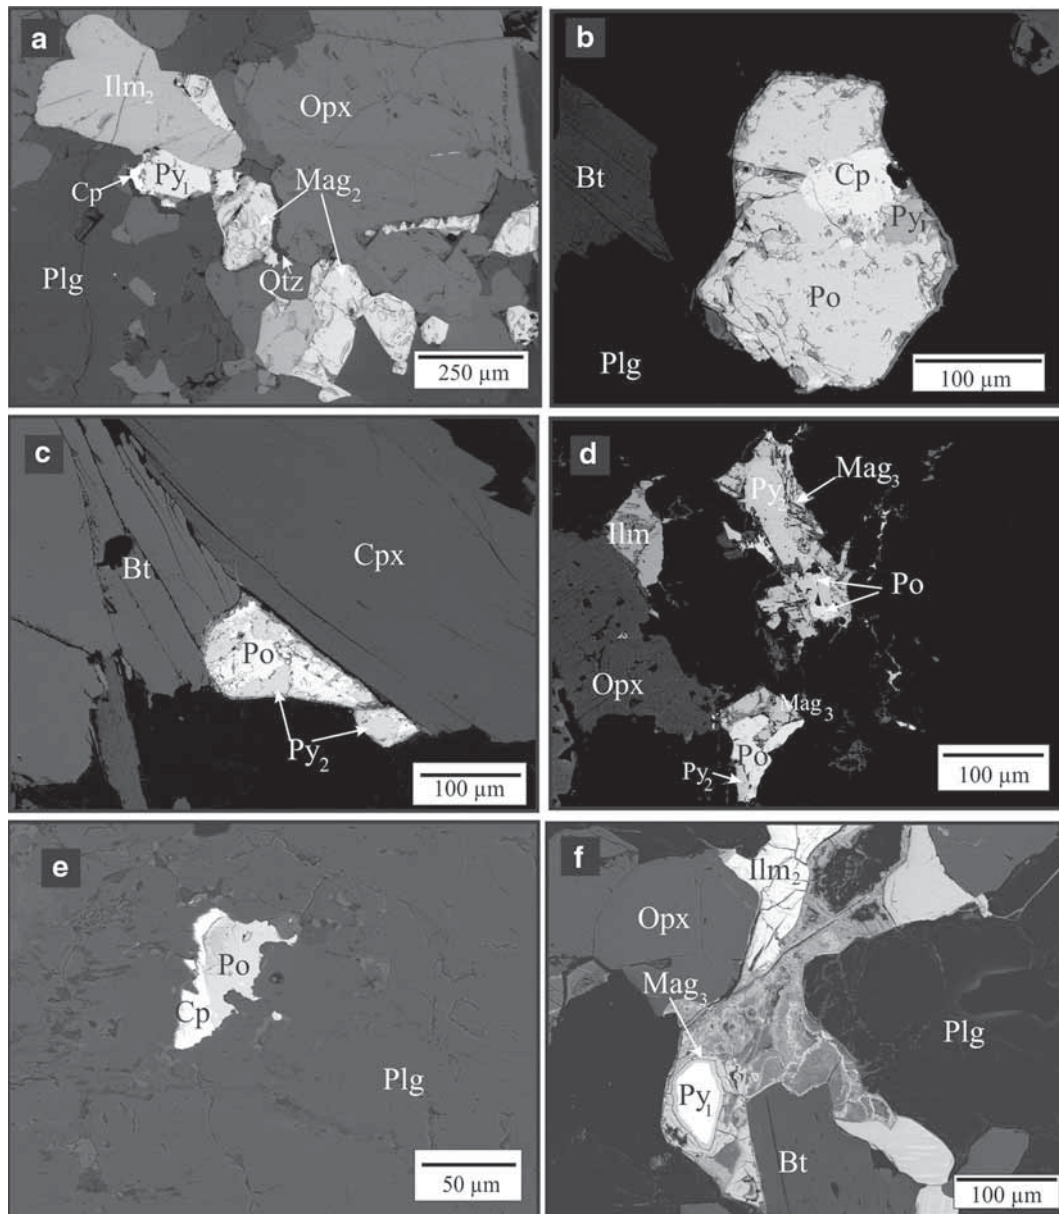 a
Ilm2
Opx
Cp
Py1
Mag2
Plg
Qtz
250 µm
b
Bt
Cp
Py1
Po
Plg
100 µm
c
Bt
Cpx
Po
Py2
100 µm
d
Py
Mag3
Ilm
Po
Opx
Mag3
Po
Py2
100 µm
e
Po
Cp
Plg
50 µm
f
Ilm2
Opx
Mag3
Plg
Py1
Bt
100 µm